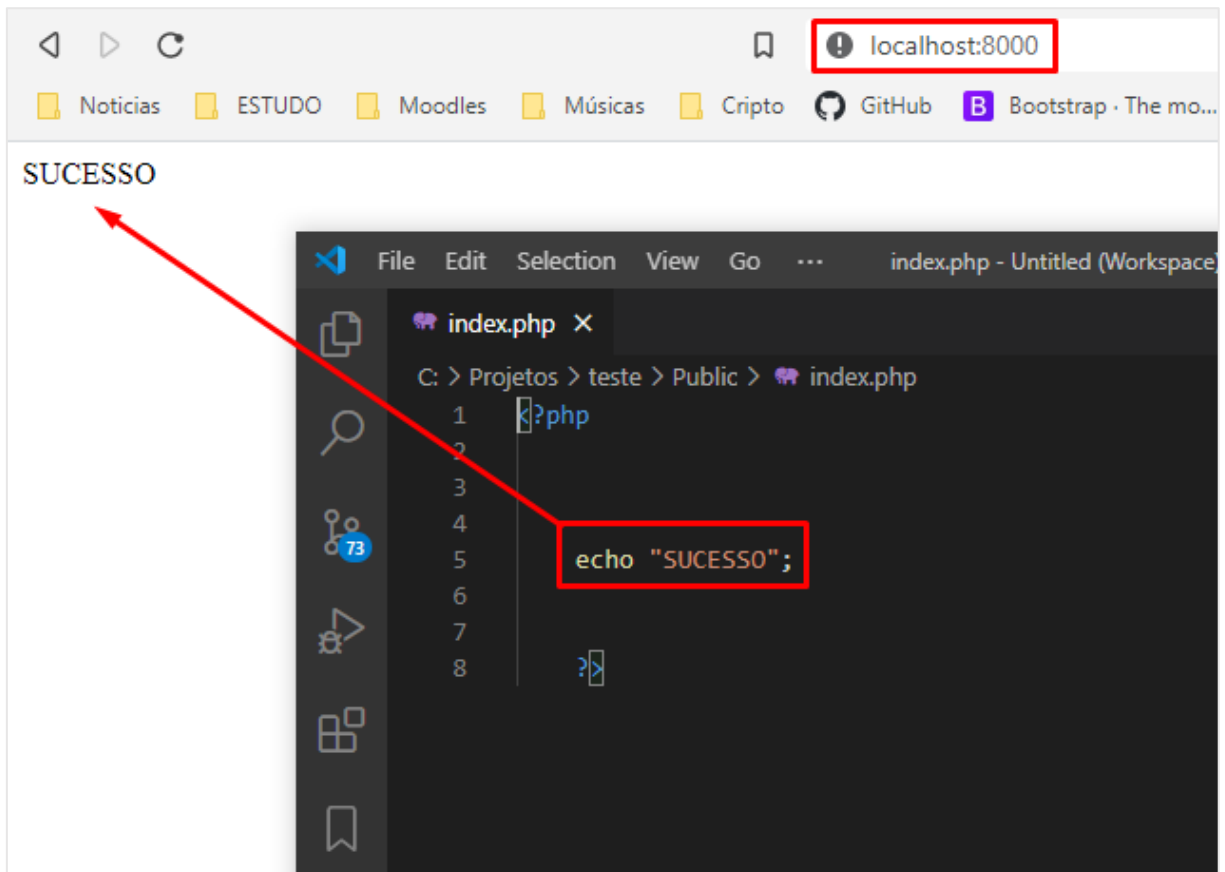 localhost:8000
Noticias ESTUDO Moodles Músicas Cripto GitHub B Bootstrap · The mo...
SUCESSO
File Edit Selection View Go ··· index.php - Untitled (Workspace)
index.php ×
C: > Projetos > teste > Public > index.php
1 <?php
2
3
4
5 echo "SUCESSO";
6
7
8 ?>
73